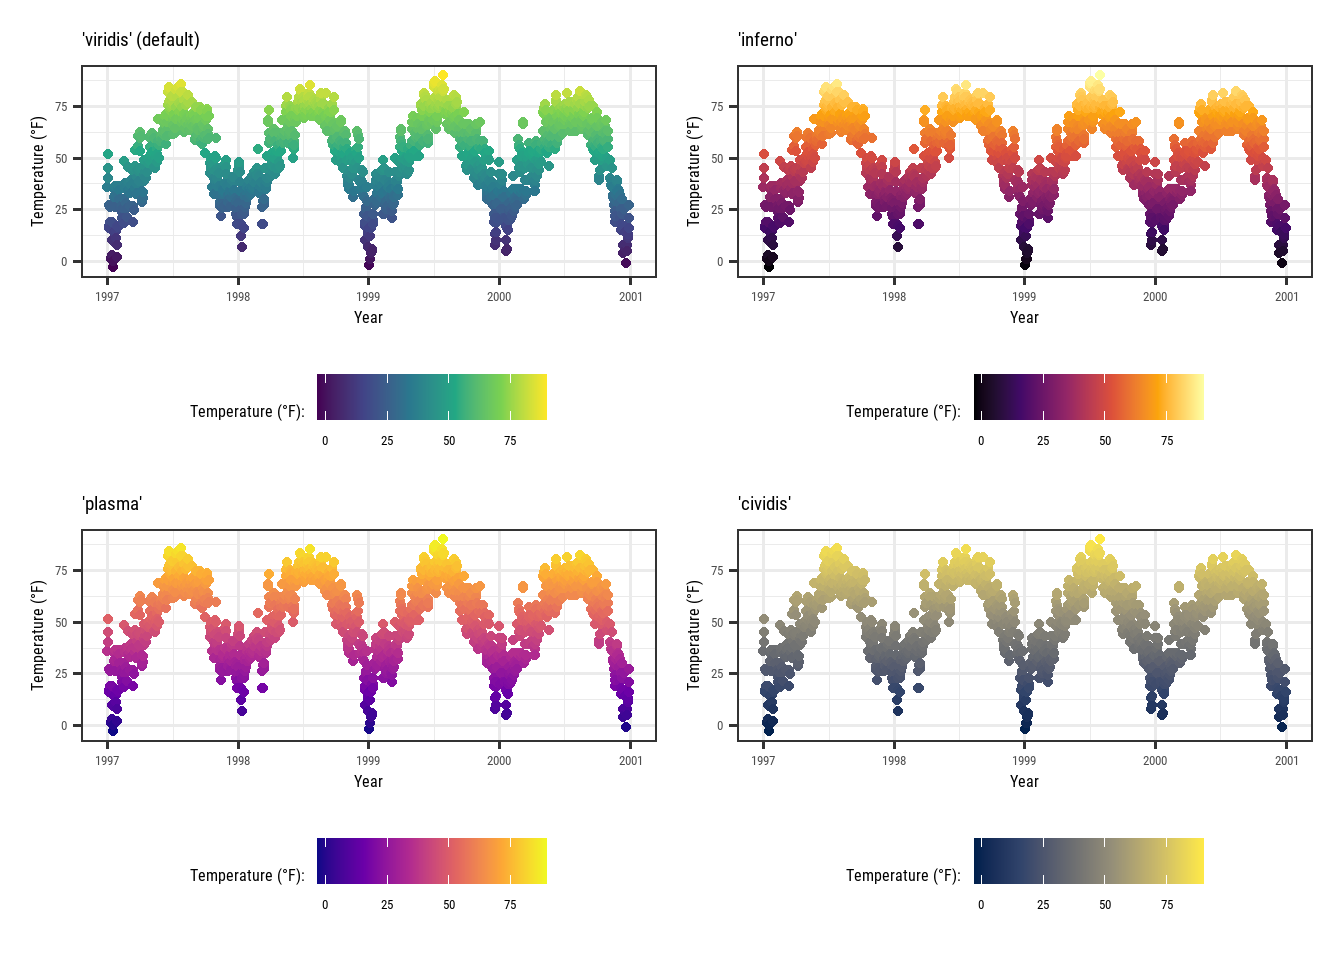 'viridis' (default)
Temperature (°F)
75
50
25
0
1997 1998 1999 2000 2001
Year
Temperature (°F):
0 25 50 75
'inferno'
Temperature (°F)
75
50
25
0
1997 1998 1999 2000 2001
Year
Temperature (°F):
0 25 50 75
'plasma'
Temperature (°F)
75
50
25
0
1997 1998 1999 2000 2001
Year
Temperature (°F):
0 25 50 75
'cividis'
Temperature (°F)
75
50
25
0
1997 1998 1999 2000 2001
Year
Temperature (°F):
0 25 50 75